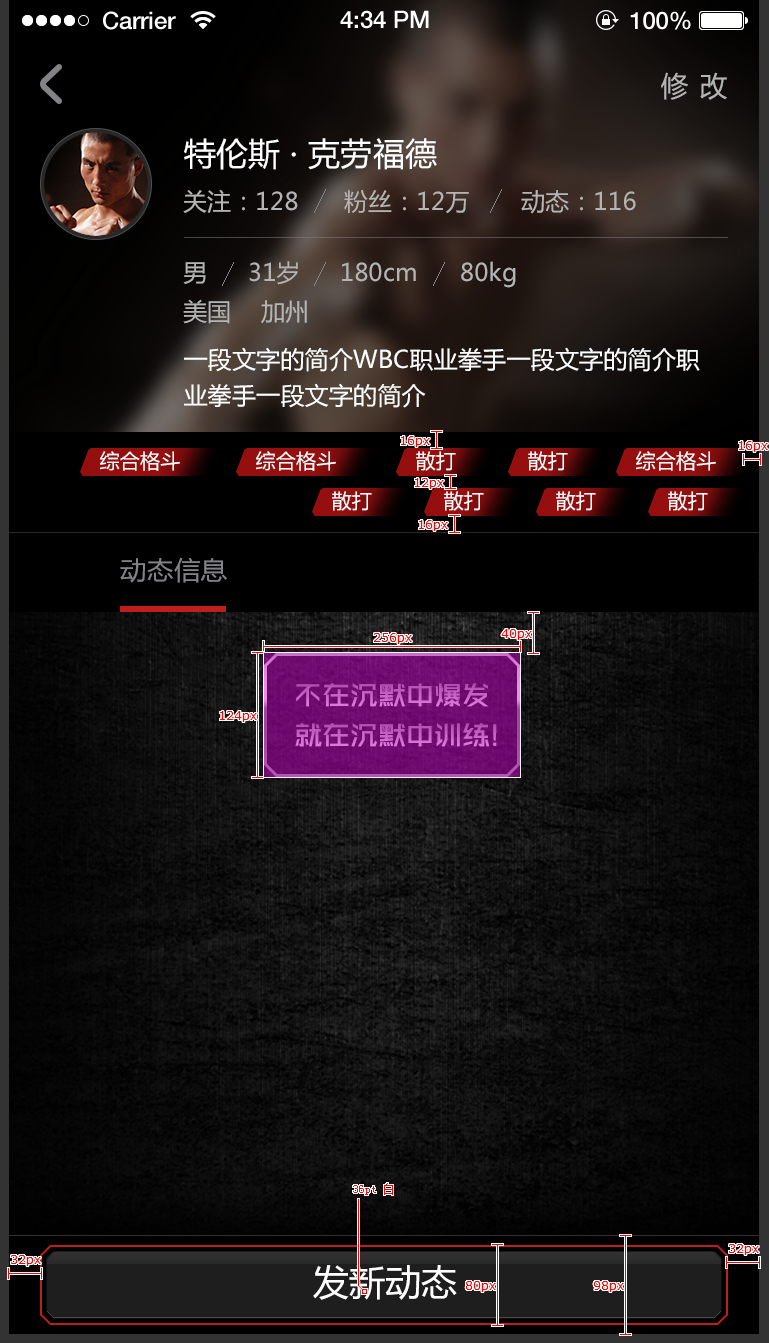 Carrier 4:34 PM 100%
修 改
特伦斯 · 克劳福德
关注：128 / 粉丝：12万 / 动态：116
男 / 31岁 / 180cm / 80kg
美国 加州
一段文字的简介WBC职业拳手一段文字的简介职
业拳手一段文字的简介
16px
16px
综合格斗 综合格斗 散打 散打 综合格斗
12px
散打 散打 散打 散打
16px
动态信息
40px
256px
124px
不在沉默中爆发
就在沉默中训练!
36pt 白
32px
32px
发新动态
80px
98px